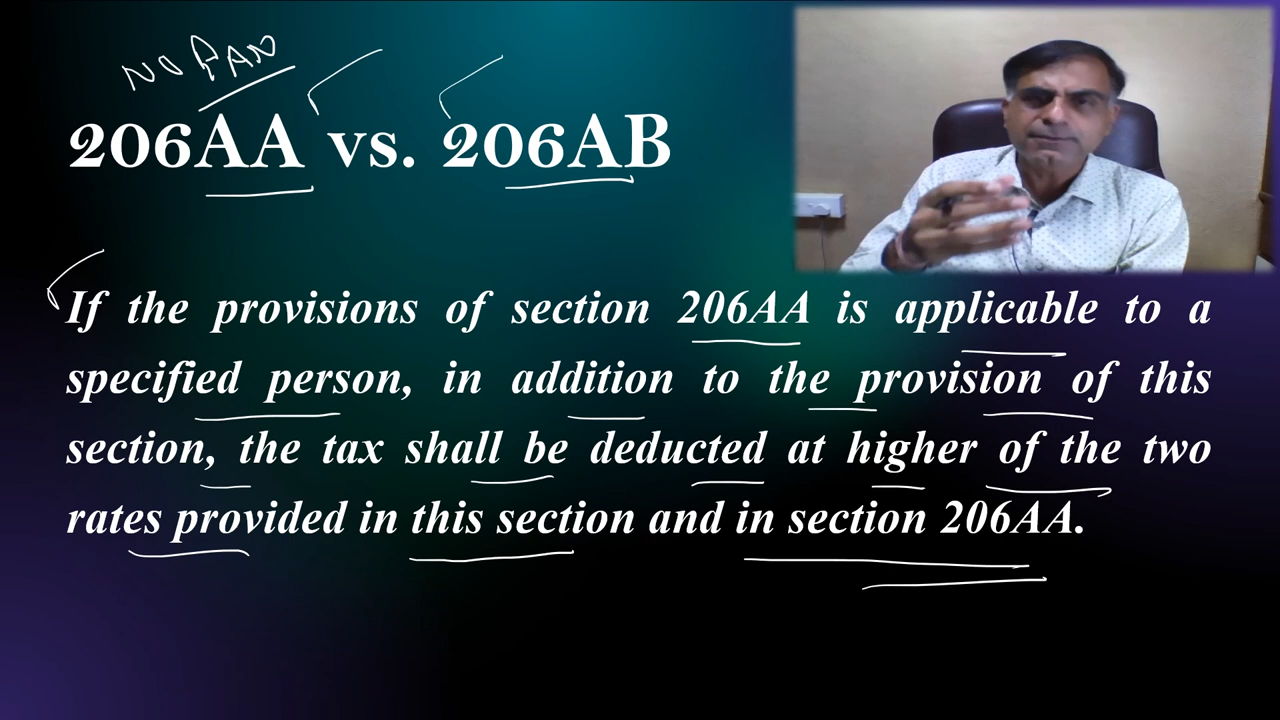 NO PAN
206AA vs. 206AB
If the provisions of section 206AA is applicable to a
specified person, in addition to the provision of this
section, the tax shall be deducted at higher of the two
rates provided in this section and in section 206AA.